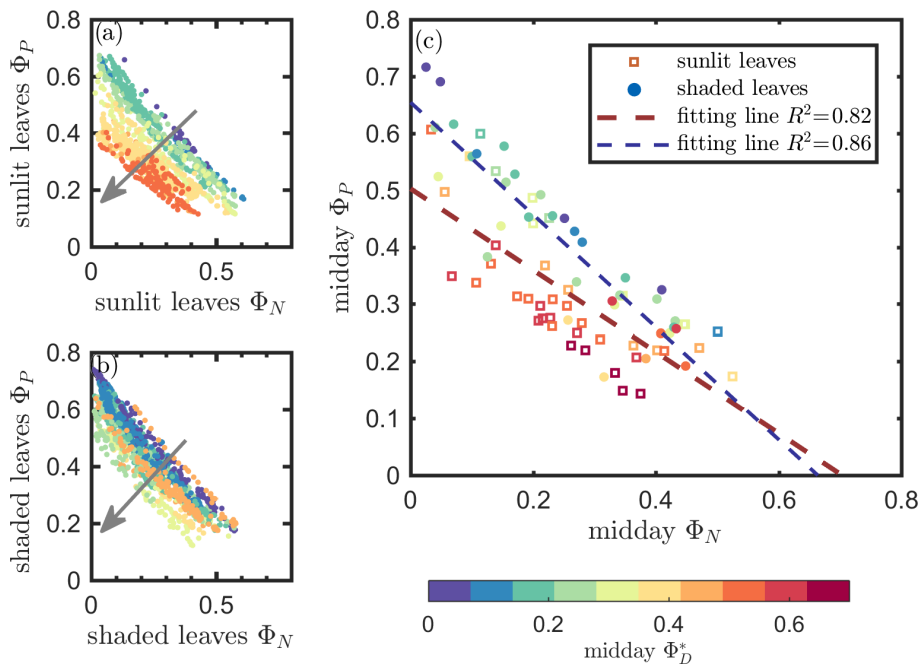 (a)
sunlit leaves Φ_P
0.8
0.6
0.4
0.2
0
0 0.5
sunlit leaves Φ_N
(b)
shaded leaves Φ_P
0.8
0.6
0.4
0.2
0
0 0.5
shaded leaves Φ_N
(c)
midday Φ_P
0.8
0.7
0.6
0.5
0.4
0.3
0.2
0.1
0
0 0.2 0.4 0.6 0.8
midday Φ_N
sunlit leaves
shaded leaves
fitting line R²=0.82
fitting line R²=0.86
0 0.2 0.4 0.6
midday Φ*_D